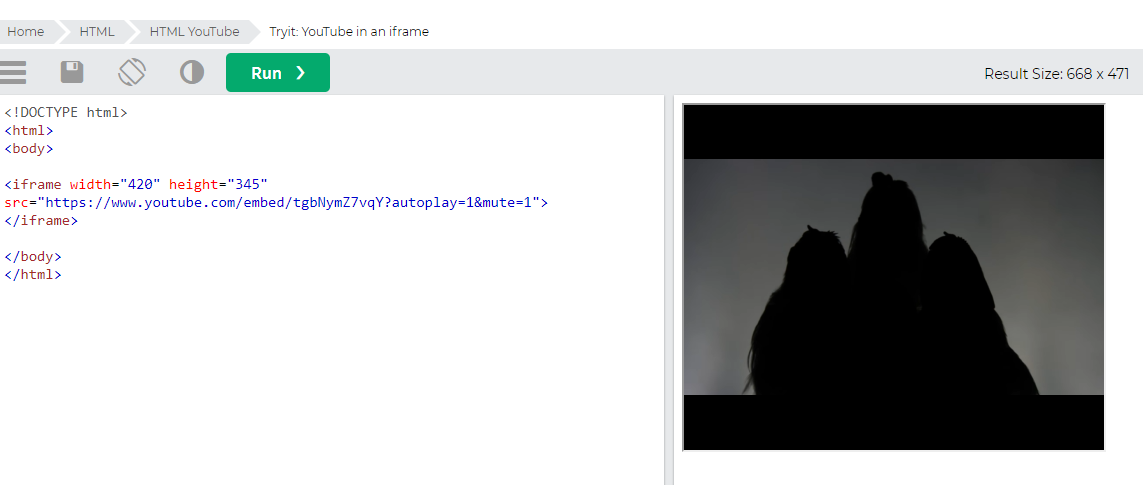 Home HTML HTML YouTube Tryit: YouTube in an iframe
Run ❯ Result Size: 668 x 471
<!DOCTYPE html>
<html>
<body>
<iframe width="420" height="345"
src="https://www.youtube.com/embed/tgbNymZ7vqY?autoplay=1&mute=1">
</iframe>
</body>
</html>